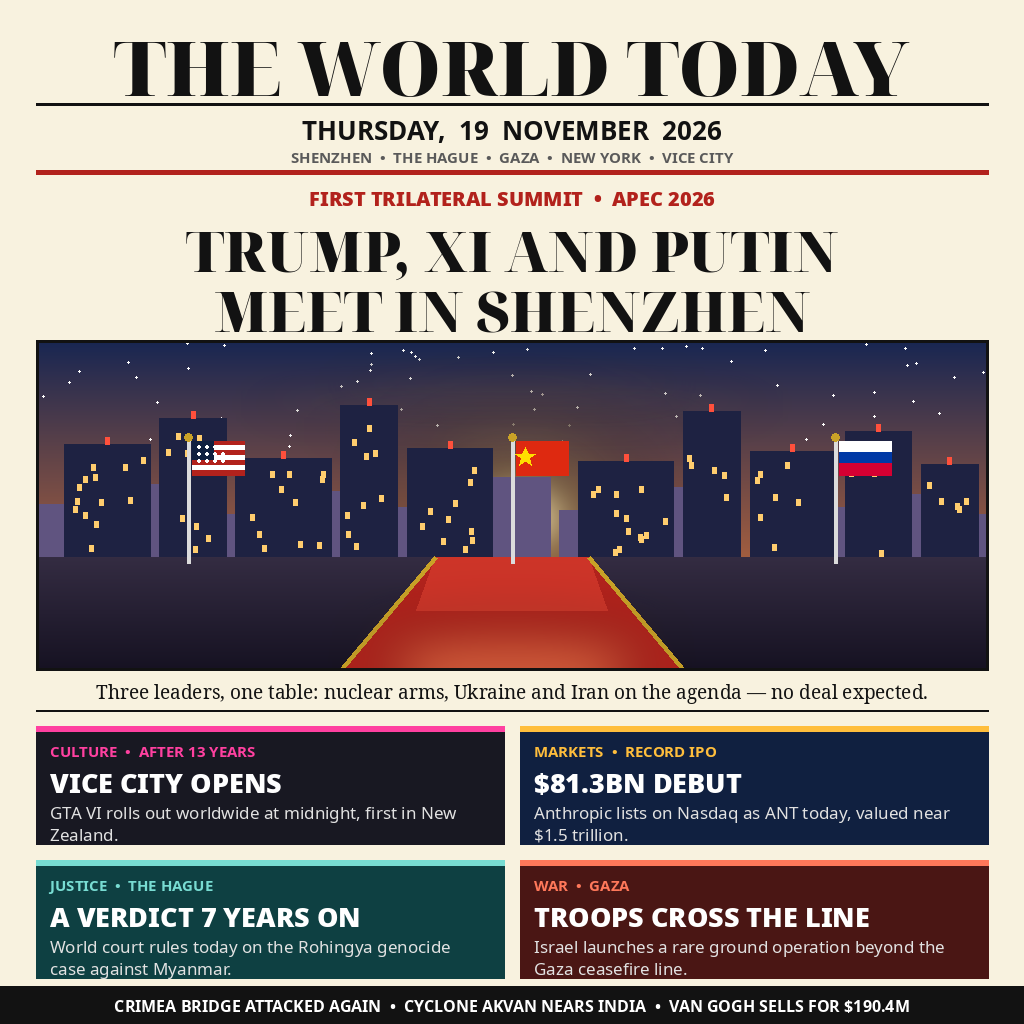 THE WORLD TODAY
THURSDAY, 19 NOVEMBER 2026
SHENZHEN • THE HAGUE • GAZA • NEW YORK • VICE CITY
FIRST TRILATERAL SUMMIT • APEC 2026
TRUMP, XI AND PUTIN
MEET IN SHENZHEN
Three leaders, one table: nuclear arms, Ukraine and Iran on the agenda — no deal expected.
CULTURE • AFTER 13 YEARS
VICE CITY OPENS
GTA VI rolls out worldwide at midnight, first in New
Zealand.
MARKETS • RECORD IPO
$81.3BN DEBUT
Anthropic lists on Nasdaq as ANT today, valued near
$1.5 trillion.
JUSTICE • THE HAGUE
A VERDICT 7 YEARS ON
World court rules today on the Rohingya genocide
case against Myanmar.
WAR • GAZA
TROOPS CROSS THE LINE
Israel launches a rare ground operation beyond the
Gaza ceasefire line.
CRIMEA BRIDGE ATTACKED AGAIN • CYCLONE AKVAN NEARS INDIA • VAN GOGH SELLS FOR $190.4M